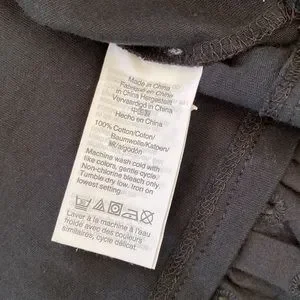 Made in China
Fabriqué en Chine
In China Hergestellt
Vervaardigd in China
中国製
Hecho en China
100% Cotton/Coton/
Baumwolle/Katoen/
綿/algodón
Machine wash cold with
like colors, gentle cycle.
Non-chlorine bleach only
Tumble dry low. Iron on
lowest setting.
Laver à la machine à l'eau
froide avec des couleurs
similaires, cycle délicat.